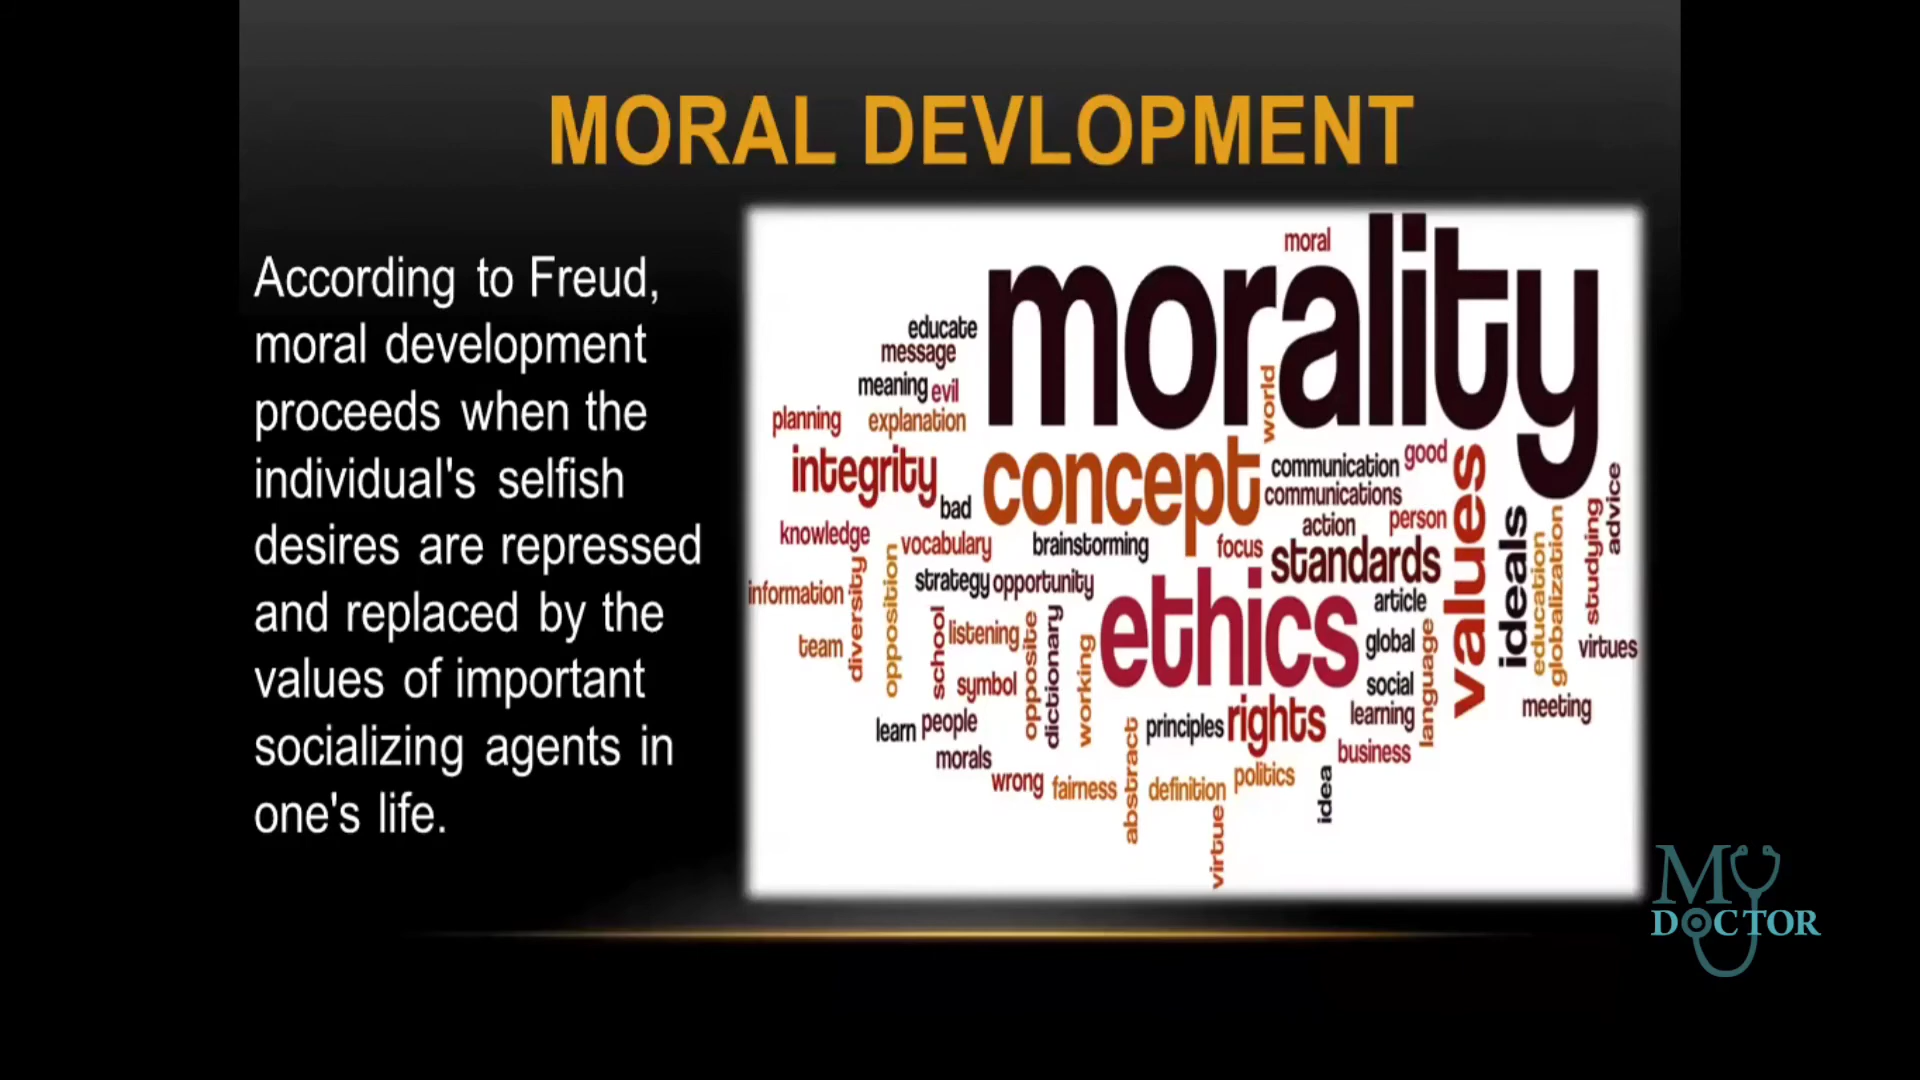 MORAL DEVLOPMENT
According to Freud,
moral development
proceeds when the
individual's selfish
desires are repressed
and replaced by the
values of important
socializing agents in
one's life.
moral
morality
educate
message
meaning evil
world
planning explanation
integrity
concept
communication good
communications
values
bad
action person
ideals
studying
advice
knowledge
vocabulary
brainstorming
focus
standards
education
globalization
information
diversity
opposition
strategy opportunity
ethics
article
team
school
listening
opposite
dictionary
working
global
language
virtues
symbol
social
learn people
principles rights
learning
meeting
morals
business
wrong fairness
abstract
definition politics
idea
virtue
MY
DOCTOR